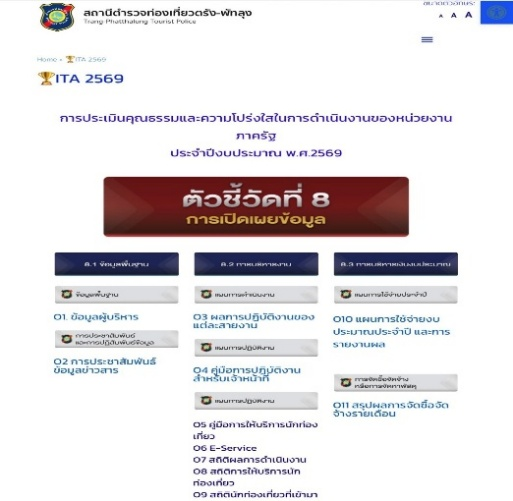 สถานีตำรวจท่องเที่ยวตรัง-พัทลุง
Trang Phatthalung Tourist Police
ขนาดตัวอักษร:
A A A
Home » 🏆ITA 2569
🏆ITA 2569
การประเมินคุณธรรมและความโปร่งใสในการดำเนินงานของหน่วยงาน
ภาครัฐ
ประจำปีงบประมาณ พ.ศ.2569
ตัวชี้วัดที่ 8
การเปิดเผยข้อมูล
8.1 ข้อมูลพื้นฐาน
ข้อมูลพื้นฐาน
O1. ข้อมูลผู้บริหาร
การประชาสัมพันธ์
และการปฏิสัมพันธ์ข้อมูล
O2 การประชาสัมพันธ์
ข้อมูลข่าวสาร
8.2 การบริหารงาน
แผนการดำเนินงาน
O3 ผลการปฏิบัติงานของ
แต่ละสายงาน
แผนการปฏิบัติงาน
O4 คู่มือการปฏิบัติงาน
สำหรับเจ้าหน้าที่
แผนการปฏิบัติงาน
O5 คู่มือการให้บริการนักท่อง
เที่ยว
O6 E-Service
O7 สถิติผลการดำเนินงาน
O8 สถิติการให้บริการนัก
ท่องเที่ยว
O9 สถิตินักท่องเที่ยวที่เข้ามา
8.3 การบริหารเงินงบประมาณ
แผนการใช้จ่ายประจำปี
O10 แผนการใช้จ่ายงบ
ประมาณประจำปี และการ
รายงานผล
การจัดซื้อจัดจ้าง
หรือการจัดหาพัสดุ
O11 สรุปผลการจัดซื้อจัด
จ้างรายเดือน